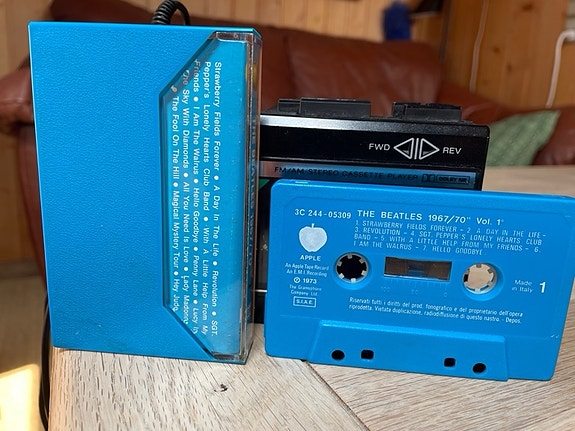 Strawberry Fields Forever ● A Day In The Life ● Revolution ● SGT.
Pepper's Lonely Hearts Club Band ● With A Little Help From My
Friends ● I Am The Walrus ● Hello Goodbye ● Penny Lane ● Lucy In
The Sky With Diamonds ● All You Need Is Love ● Lady Madonna
● The Fool On The Hill ● Magical Mystery Tour ● Hey Jude
FWD REV
FM/AM STEREO CASSETTE PLAYER DOLBY
3C 244-05309 THE BEATLES 1967/70" Vol. 1°
1. STRAWBERRY FIELDS FOREVER - 2. A DAY IN THE LIFE -
3. REVOLUTION - 4. SGT. PEPPER'S LONELY HEARTS CLUB
BAND - 5. WITH A LITTLE HELP FROM MY FRIENDS - 6.
I AM THE WALRUS - 7. HELLO GOODBYE
APPLE
An Apple Tape Record
An E.M.I Recording
℗ 1973
The Gramophone
Company Ltd.
S.I.A.E.
Made
in Italy
1
Riservati tutti i diritti del prod. fonografico e del proprietario dell'opera
riprodotta. Vietata duplicazione, radiodiffusione di questo nastro - Depos.